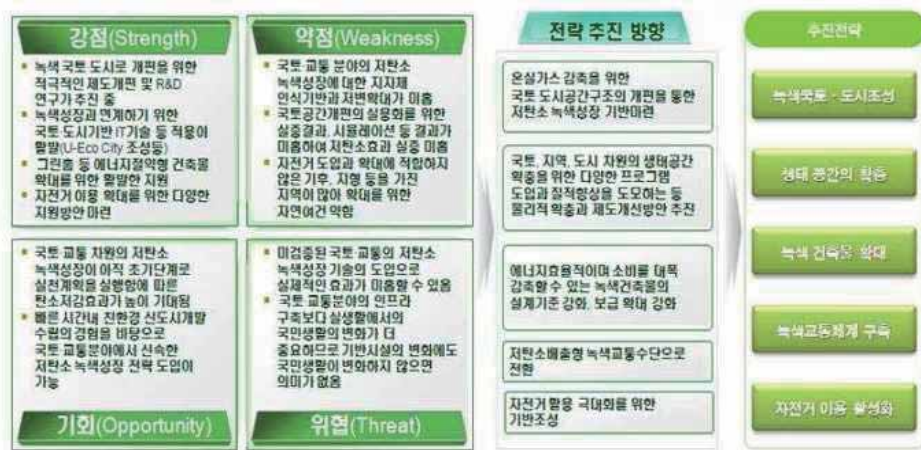 강점(Strength)
녹색 국토·도시로 개편을 위한
적극적인 제도개편 및 R&D
연구가 추진 중
녹색성장과 연계하기 위한
국토·도시기반 IT기술 등 적용이
활발(U-Eco City 조성등)
그린홈 등 에너지절약형 건축물
확대를 위한 활발한 지원
자전거 이용 확대를 위한 다양한
지원방안 마련
약점(Weakness)
국토·교통 분야의 저탄소
녹색성장에 대한 지자체
인식기반과 저변확대가 미흡
국토공간개편의 실용화를 위한
실증결과, 시뮬레이션 등 결과가
미흡하여 저탄소효과 실증 미흡
자전거 도입과 확대에 적합하지
않은 기후, 지형 등을 가진
지역이 많아 확대를 위한
자연여건 약함
국토·교통 차원의 저탄소
녹색성장이 아직 초기단계로
실천계획을 실행함에 따른
탄소저감효과가 높이 기대됨
빠른 시간내 친환경 신도시개발
수립의 경험을 바탕으로
국토·교통분야에서 신속한
저탄소 녹색성장 전략 도입이
가능
기회(Opportunity)
미검증된 국토·교통의 저탄소
녹색성장 기술의 도입으로
실제적인 효과가 미흡할 수 있음
국토·교통분야의 인프라
구축보다 실생활에서의
국민생활의 변화가 더
중요하므로 기반시설의 변화에도
국민생활이 변화하지 않으면
의미가 없음
위협(Threat)
전략 추진 방향
온실가스 감축을 위한
국토·도시공간구조의 개편을 통한
저탄소 녹색성장 기반마련
국토, 지역, 도시 차원의 생태공간
확충을 위한 다양한 프로그램
도입과 질적향상을 도모하는 등
물리적 확충과 제도개선방안 추진
에너지효율적이며 소비를 대폭
감축할 수 있는 녹색건축물의
설계기준 강화, 보급 확대 강화
저탄소배출형 녹색교통수단으로
전환
자전거 활용 극대화를 위한
기반조성
추진전략
녹색국토·도시조성
생태 공간의 확충
녹색 건축물 확대
녹색교통체계 구축
자전거 이용 활성화